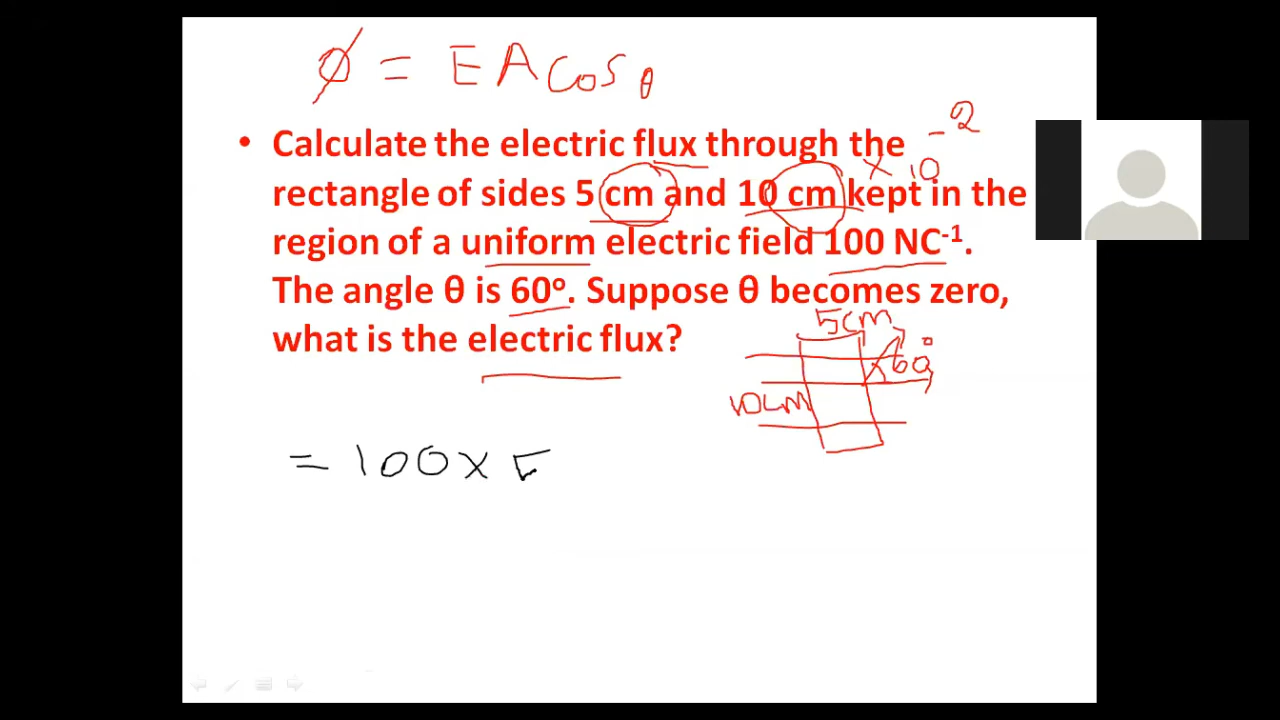 ϕ = EA cos θ
• Calculate the electric flux through the
× 10⁻²
rectangle of sides 5 cm and 10 cm kept in the
region of a uniform electric field 100 NC⁻¹.
The angle θ is 60°. Suppose θ becomes zero,
what is the electric flux?
5cm
60°
10cm
= 100 × 5